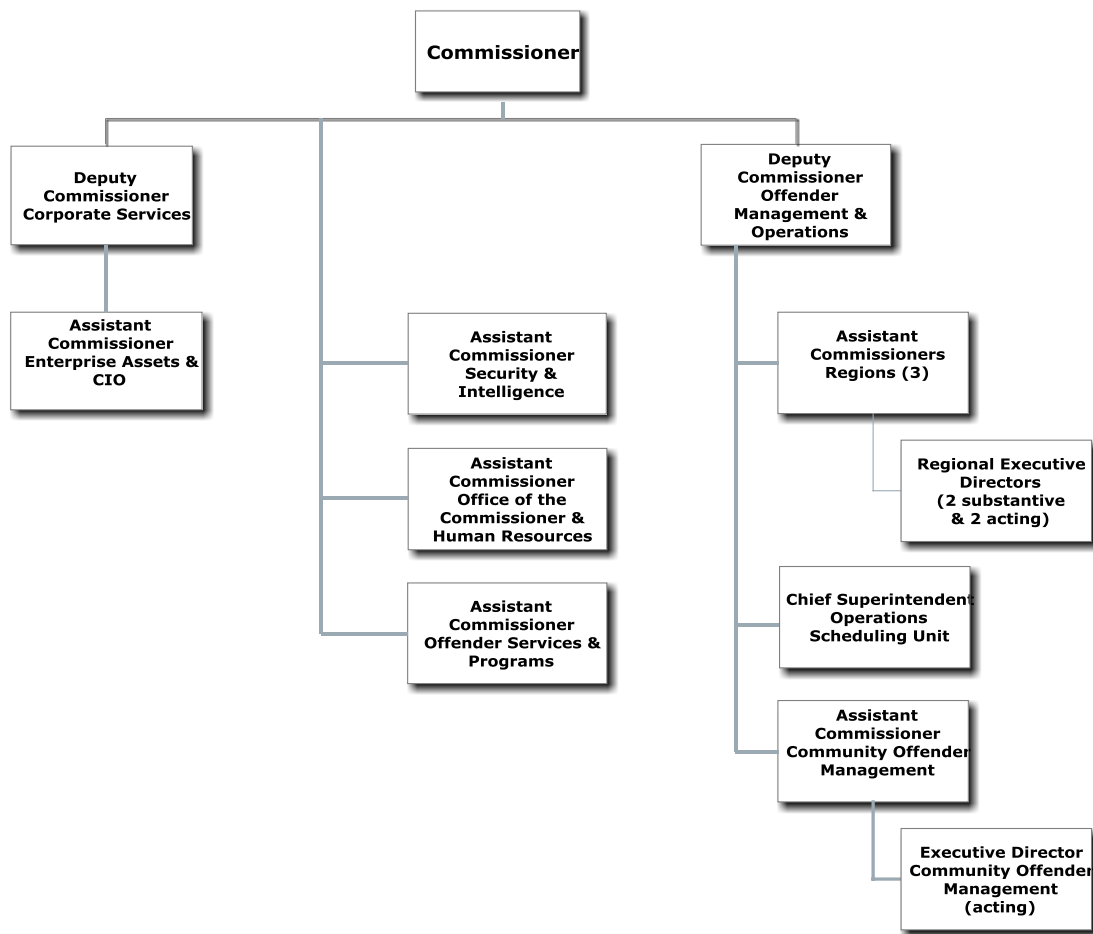 Commissioner
Deputy
Commissioner
Corporate Services
Deputy
Commissioner
Offender
Management &
Operations
Assistant
Commissioner
Enterprise Assets &
CIO
Assistant
Commissioner
Security &
Intelligence
Assistant
Commissioners
Regions (3)
Regional Executive
Directors
(2 substantive
& 2 acting)
Assistant
Commissioner
Office of the
Commissioner &
Human Resources
Assistant
Commissioner
Offender Services &
Programs
Chief Superintendent
Operations
Scheduling Unit
Assistant
Commissioner
Community Offender
Management
Executive Director
Community Offender
Management
(acting)